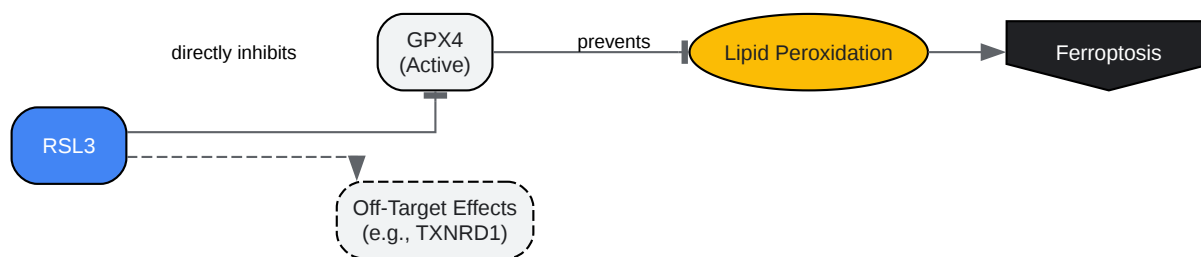 directly inhibits
GPX4
(Active)
prevents
Lipid Peroxidation
Ferroptosis
RSL3
Off-Target Effects
(e.g., TXNRD1)